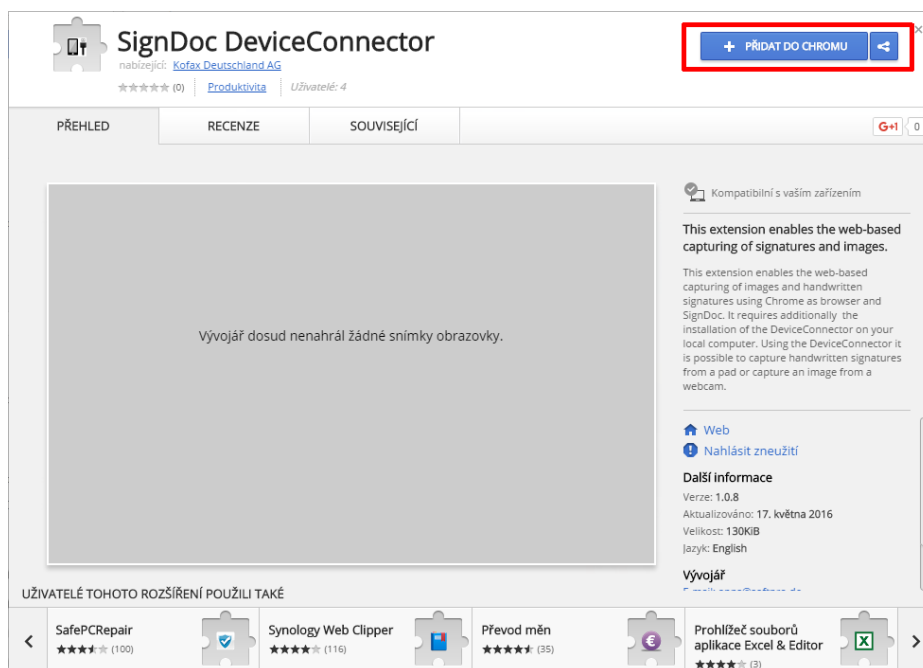 SignDoc DeviceConnector
nabízející: Kofax Deutschland AG
(0) Produktivita Uživatelé: 4
+ PŘIDAT DO CHROMU
PŘEHLED RECENZE SOUVISEJÍCÍ
G+1 0
Vývojář dosud nenahrál žádné snímky obrazovky.
Kompatibilní s vaším zařízením
This extension enables the web-based
capturing of signatures and images.
This extension enables the web-based
capturing of images and handwritten
signatures using Chrome as browser and
SignDoc. It requires additionally the
installation of the DeviceConnector on your
local computer. Using the DeviceConnector it
is possible to capture handwritten signatures
from a pad or capture an image from a
webcam.
Web
Nahlásit zneužití
Další informace
Verze: 1.0.8
Aktualizováno: 17. května 2016
Velikost: 130KiB
Jazyk: English
Vývojář
UŽIVATELÉ TOHOTO ROZŠÍŘENÍ POUŽILI TAKÉ
SafePCRepair
(100)
Synology Web Clipper
(116)
Převod měn
(35)
Prohlížeč souborů
aplikace Excel & Editor
(3)